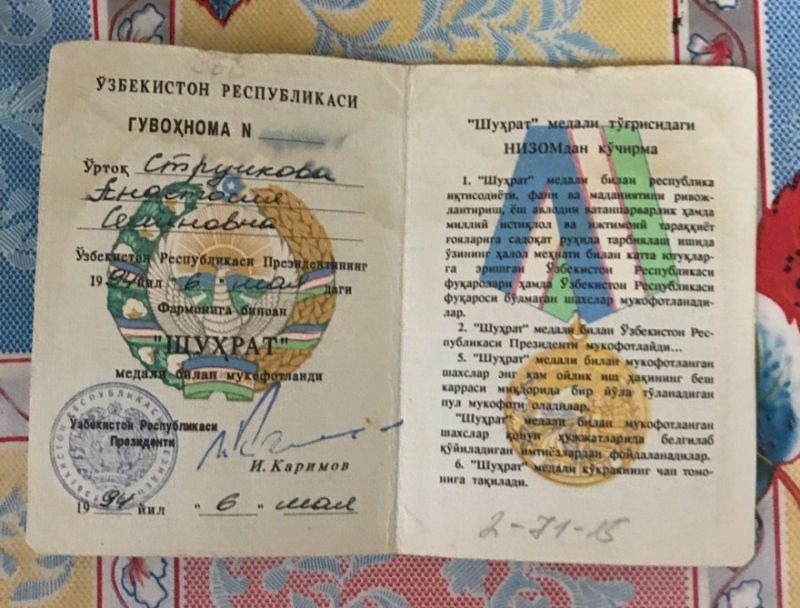 ЎЗБЕКИСТОН РЕСПУБЛИКАСИ
ГУВОҲНОМА N
Ўртоқ Стручкова
Анастасия
Семёновна
Ўзбекистон Республикаси Президентининг
1994 йил "6" мая даги
Фармонига биноан
"ШУҲРАТ"
медали билан мукофотланди
Ўзбекистон Республикаси
Президенти
И. Каримов
1994 йил "6" мая
"Шуҳрат" медали тўғрисидаги
НИЗОМдан кўчирма
1. "Шуҳрат" медали билан республика
иқтисодиёти, фани ва маданиятини ривож-
лантириш, ёш авлодни ватанпарварлик ҳамда
миллий истиқлол ва ижтимоий тараққиёт
ғояларига садоқат руҳида тарбиялаш ишида
ўзининг ҳалол меҳнати билан катта ютуқлар-
га эришган Ўзбекистон Республикаси
фуқаролари ҳамда Ўзбекистон Республикаси
фуқароси бўлмаган шахслар мукофотланади-
лар.
2. "Шуҳрат" медали билан Ўзбекистон Рес-
публикаси Президенти мукофотлайди...
5. "Шуҳрат" медали билан мукофотланган
шахслар энг кам ойлик иш ҳақининг беш
карраси миқдорида бир йўла тўланадиган
пул мукофоти оладилар.
"Шуҳрат" медали билан мукофотланган
шахслар қонун ҳужжатларида белгилаб
қўйиладиган имтиёзлардан фойдаланадилар.
6. "Шуҳрат" медали кўкракнинг чап томо-
нига тақилади.
2-71-15